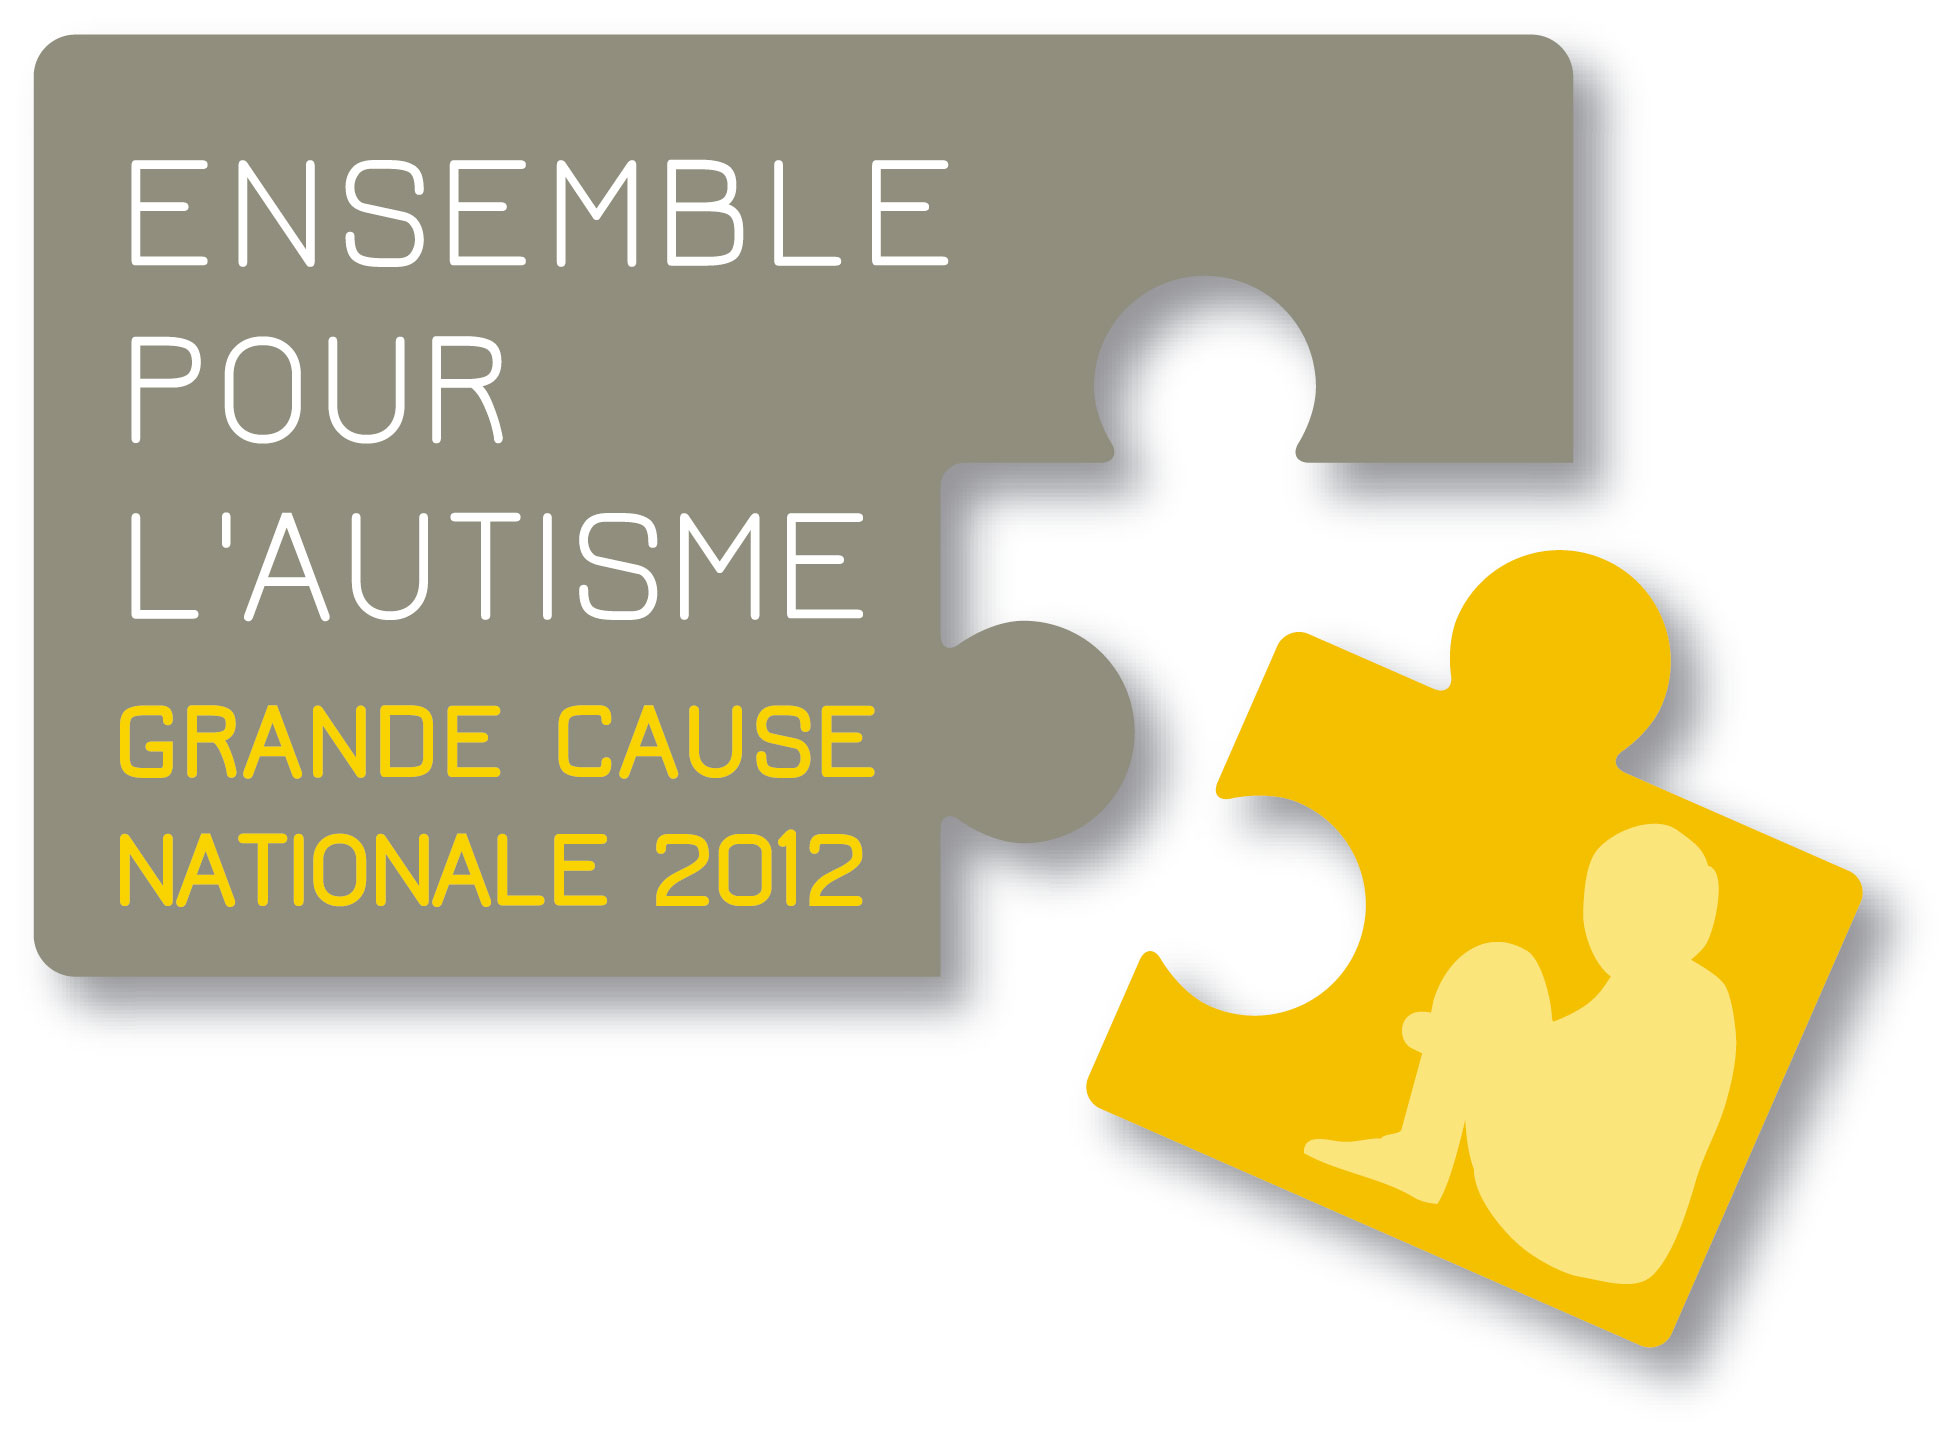 ENSEMBLE
POUR
L'AUTISME
GRANDE CAUSE
NATIONALE 2012